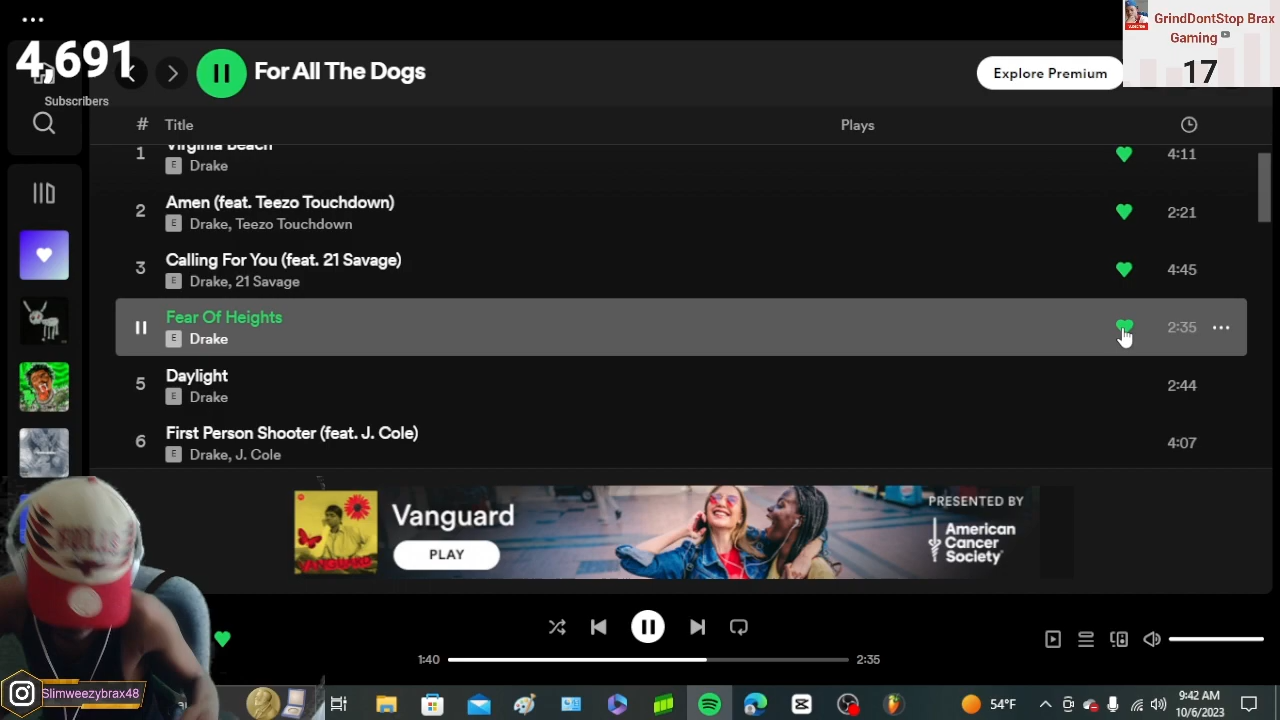 GrindDontStop Brax
Gaming
17
4,691
Subscribers
For All The Dogs
Explore Premium
# Title Plays
1 Virginia Beach 4:11
E Drake
2 Amen (feat. Teezo Touchdown) 2:21
E Drake, Teezo Touchdown
3 Calling For You (feat. 21 Savage) 4:45
E Drake, 21 Savage
Fear Of Heights 2:35
E Drake
5 Daylight 2:44
E Drake
6 First Person Shooter (feat. J. Cole) 4:07
E Drake, J. Cole
Vanguard
PLAY
VANGUARD
PRESENTED BY
American
Cancer
Society
BULLS
1:40 2:35
Slimweezybrax48
54°F
9:42 AM
10/6/2023